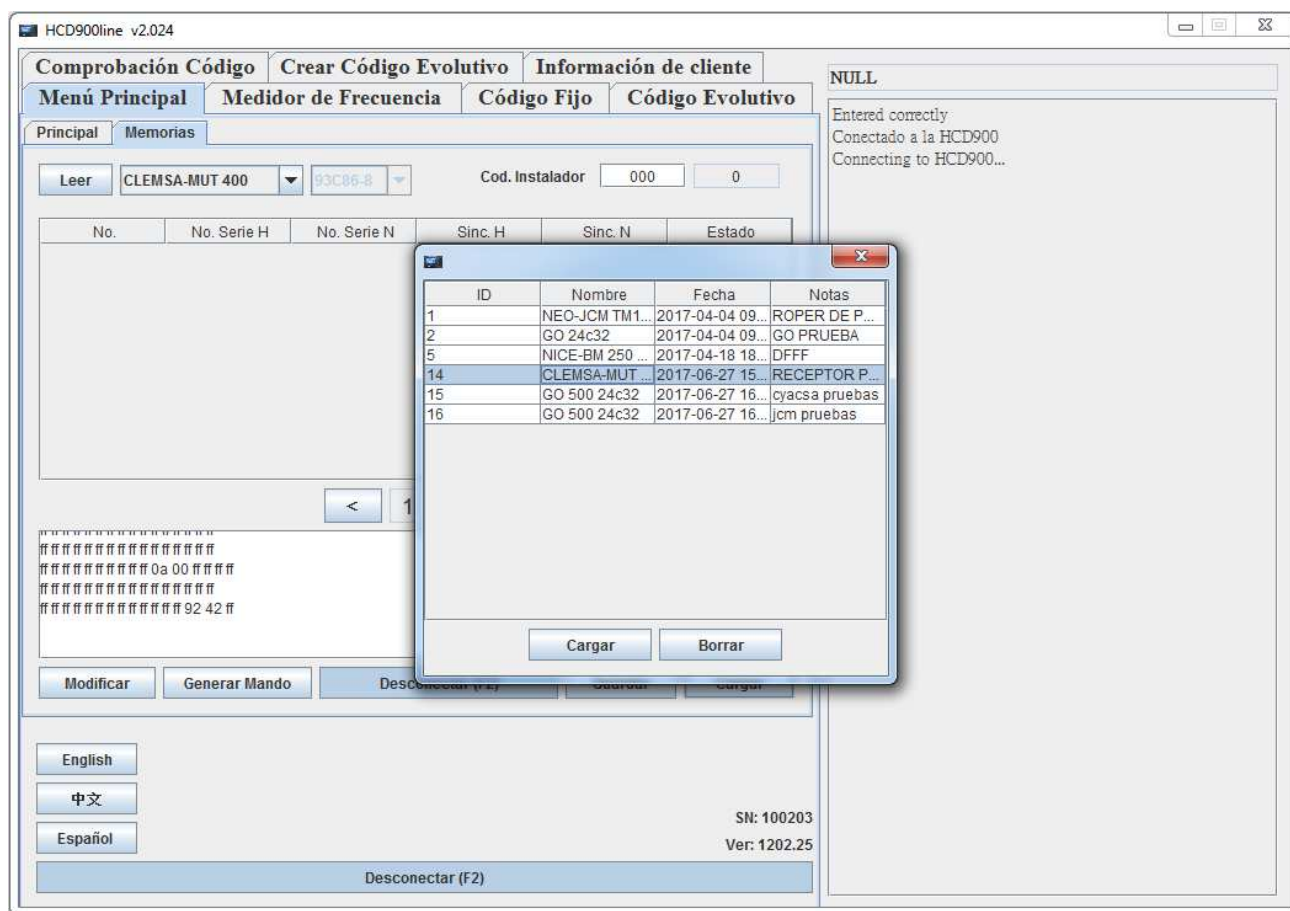 HCD900line v2.024
Comprobación Código Crear Código Evolutivo Información de cliente
Menú Principal Medidor de Frecuencia Código Fijo Código Evolutivo
Principal Memorias
Leer CLEMSA-MUT 400 93C86-8 Cod. Instalador 000 0
No. No. Serie H No. Serie N Sinc. H Sinc. N Estado
< 1
ff ff ff ff ff ff ff ff ff ff ff ff ff ff ff ff
ff ff ff ff ff ff ff ff ff ff 0a 00 ff ff ff ff
ff ff ff ff ff ff ff ff ff ff ff ff ff ff ff ff
ff ff ff ff ff ff ff ff ff ff ff ff ff 92 42 ff
Modificar Generar Mando Desconectar (F2) Guardar Cargar
English
中文
Español
SN: 100203
Ver: 1202.25
Desconectar (F2)
ID Nombre Fecha Notas
1 NEO-JCM TM1... 2017-04-04 09... ROPER DE P...
2 GO 24c32 2017-04-04 09... GO PRUEBA
5 NICE-BM 250 ... 2017-04-18 18... DFFF
14 CLEMSA-MUT ... 2017-06-27 15... RECEPTOR P...
15 GO 500 24c32 2017-06-27 16... cyacsa pruebas
16 GO 500 24c32 2017-06-27 16... jcm pruebas
Cargar Borrar
NULL
Entered correctly
Conectado a la HCD900
Connecting to HCD900...